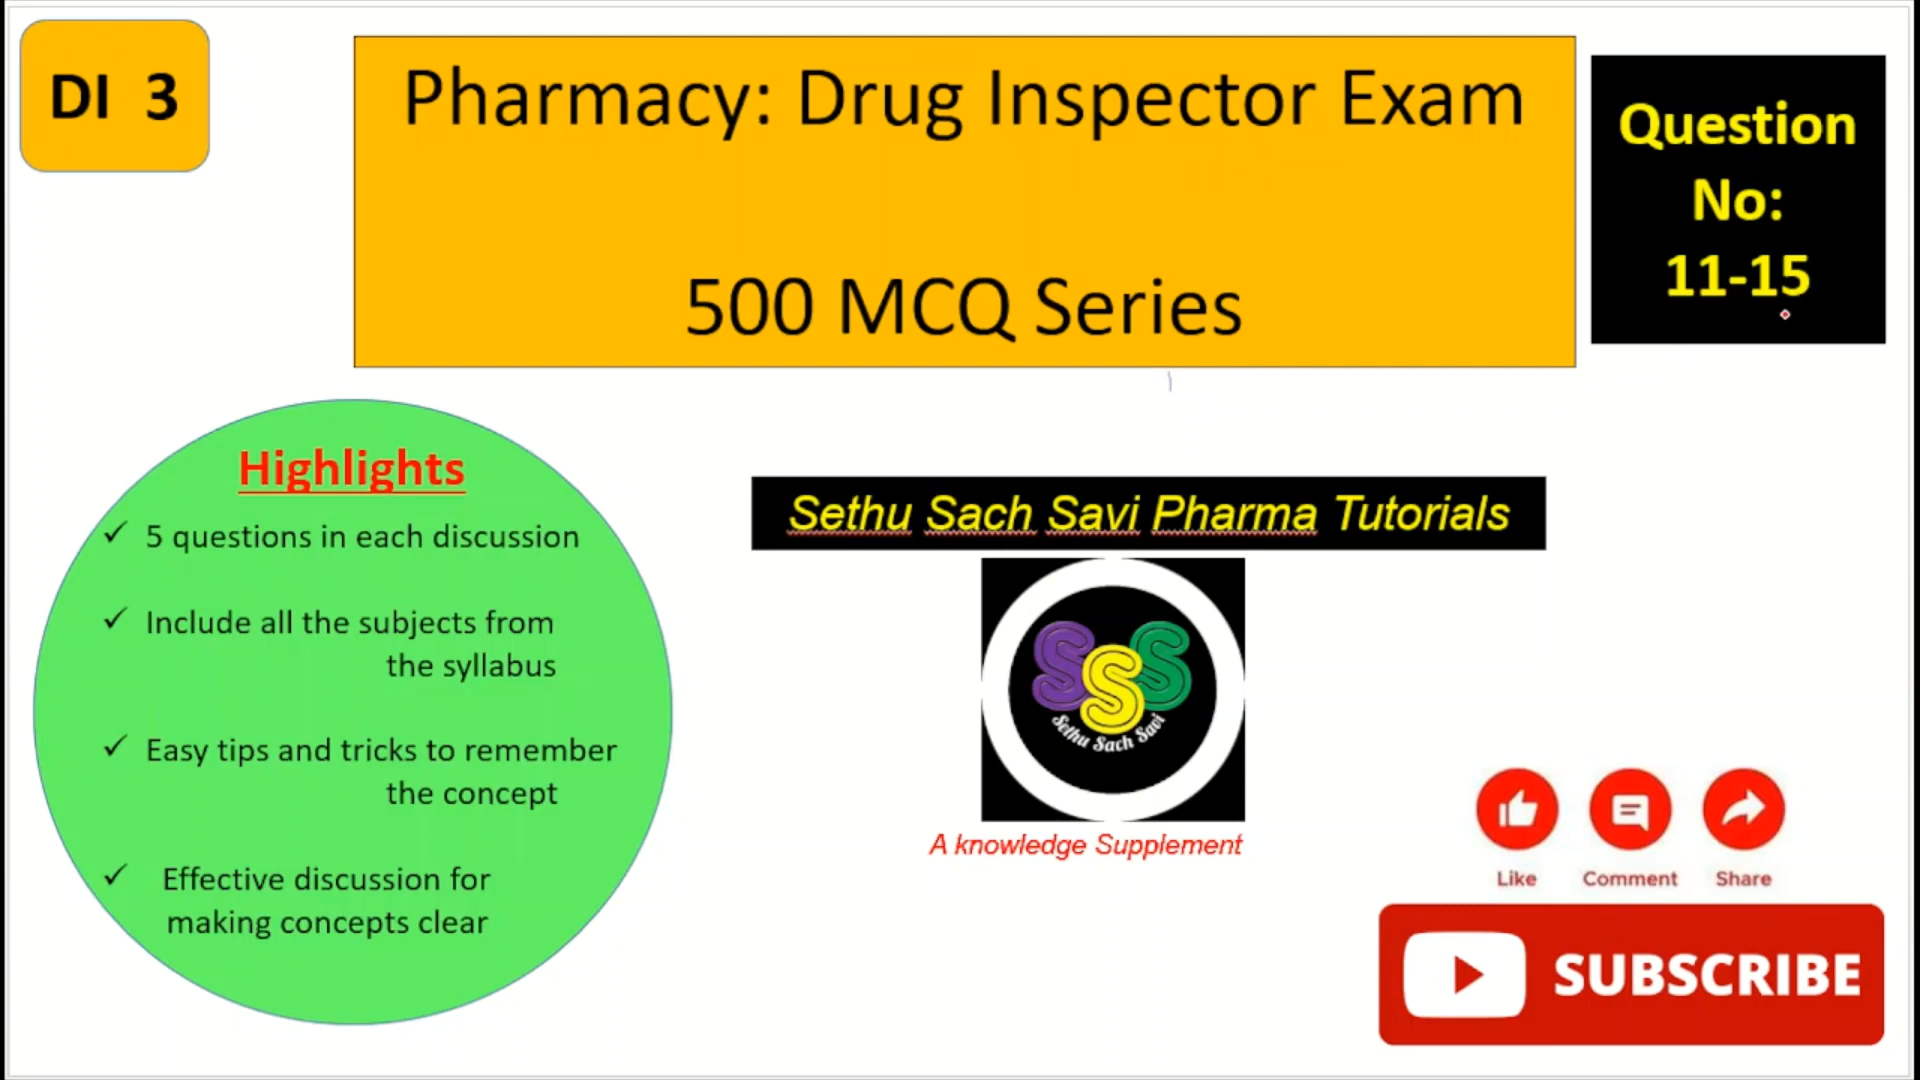 DI 3
Pharmacy: Drug Inspector Exam
500 MCQ Series
Question
No:
11-15
Highlights
✓ 5 questions in each discussion
✓ Include all the subjects from
the syllabus
✓ Easy tips and tricks to remember
the concept
✓ Effective discussion for
making concepts clear
Sethu Sach Savi Pharma Tutorials
SSS
Sethu Sach Savi
A knowledge Supplement
Like Comment Share
SUBSCRIBE